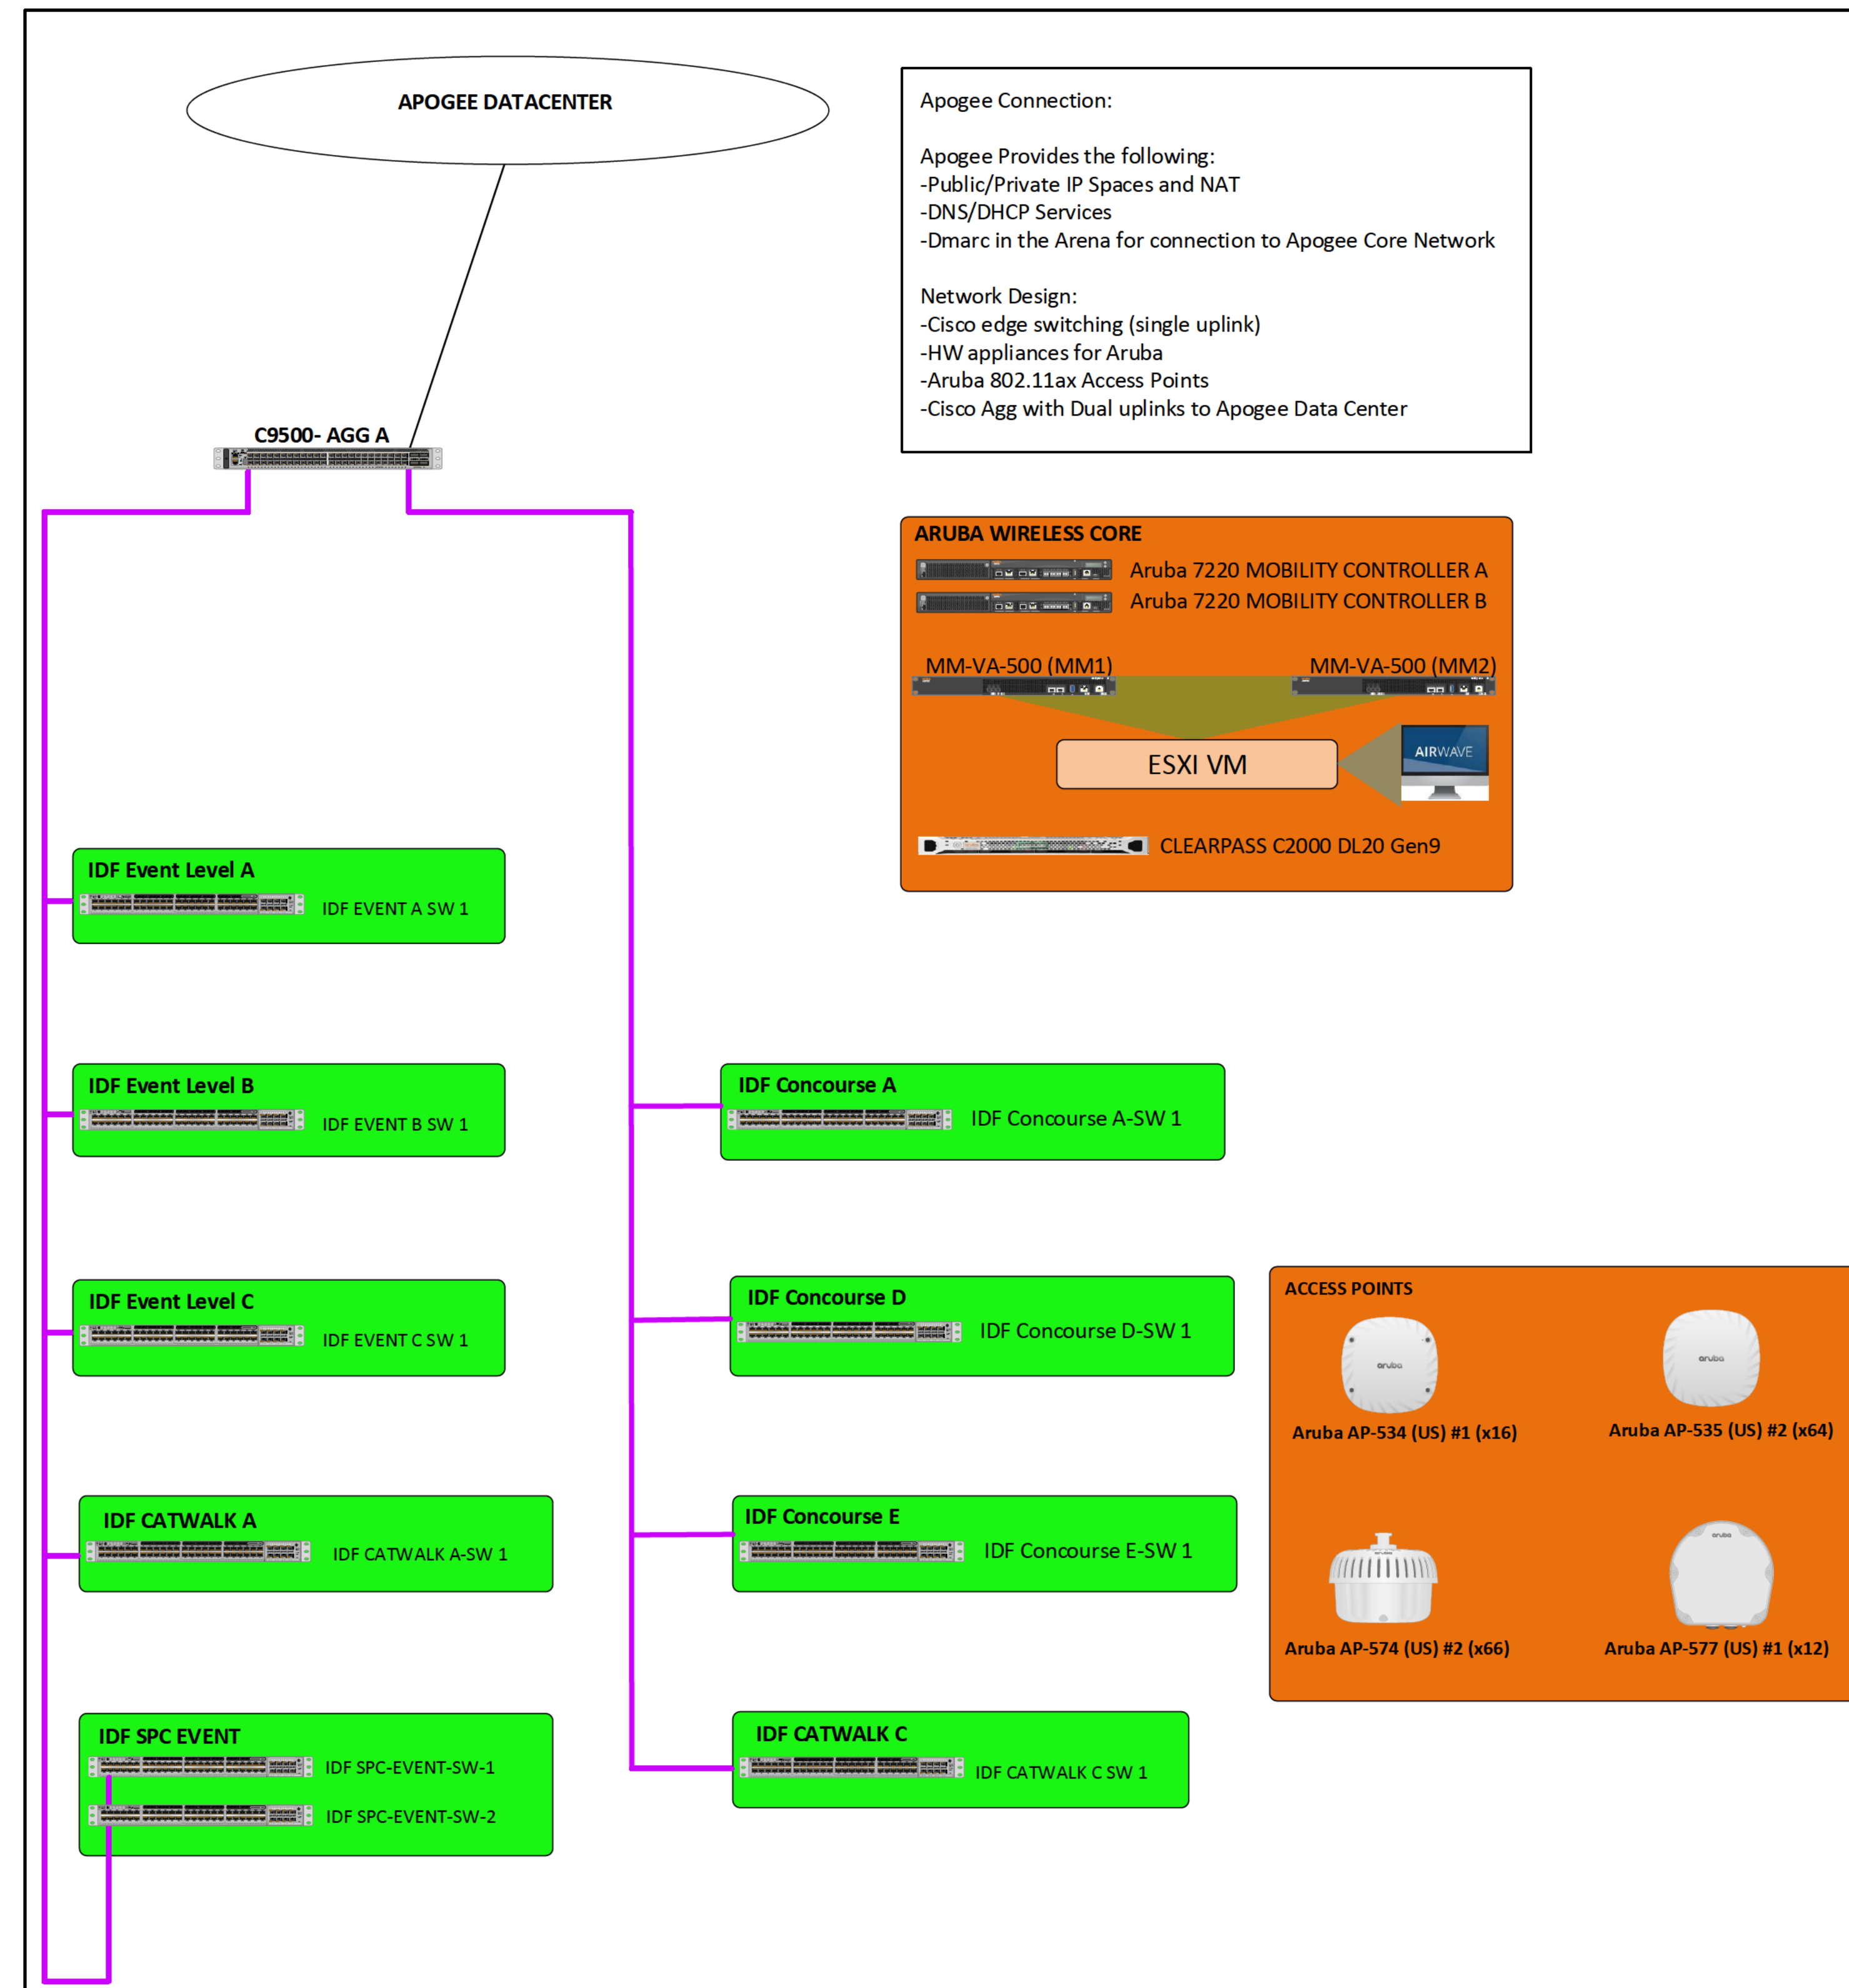 APOGEE DATACENTER
Apogee Connection:
Apogee Provides the following:
-Public/Private IP Spaces and NAT
-DNS/DHCP Services
-Dmarc in the Arena for connection to Apogee Core Network
Network Design:
-Cisco edge switching (single uplink)
-HW appliances for Aruba
-Aruba 802.11ax Access Points
-Cisco Agg with Dual uplinks to Apogee Data Center
C9500- AGG A
ARUBA WIRELESS CORE
Aruba 7220 MOBILITY CONTROLLER A
Aruba 7220 MOBILITY CONTROLLER B
MM-VA-500 (MM1)
MM-VA-500 (MM2)
ESXI VM
AIRWAVE
CLEARPASS C2000 DL20 Gen9
IDF Event Level A
IDF EVENT A SW 1
IDF Event Level B
IDF EVENT B SW 1
IDF Event Level C
IDF EVENT C SW 1
IDF CATWALK A
IDF CATWALK A-SW 1
IDF SPC EVENT
IDF SPC-EVENT-SW-1
IDF SPC-EVENT-SW-2
IDF Concourse A
IDF Concourse A-SW 1
IDF Concourse D
IDF Concourse D-SW 1
IDF Concourse E
IDF Concourse E-SW 1
IDF CATWALK C
IDF CATWALK C SW 1
ACCESS POINTS
aruba
aruba
Aruba AP-534 (US) #1 (x16)
Aruba AP-535 (US) #2 (x64)
aruba
aruba
Aruba AP-574 (US) #2 (x66)
Aruba AP-577 (US) #1 (x12)